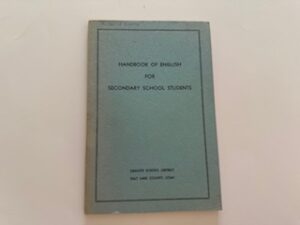 HANDBOOK OF ENGLISH
FOR
SECONDARY SCHOOL STUDENTS
GRANITE SCHOOL DISTRICT
SALT LAKE COUNTY, UTAH